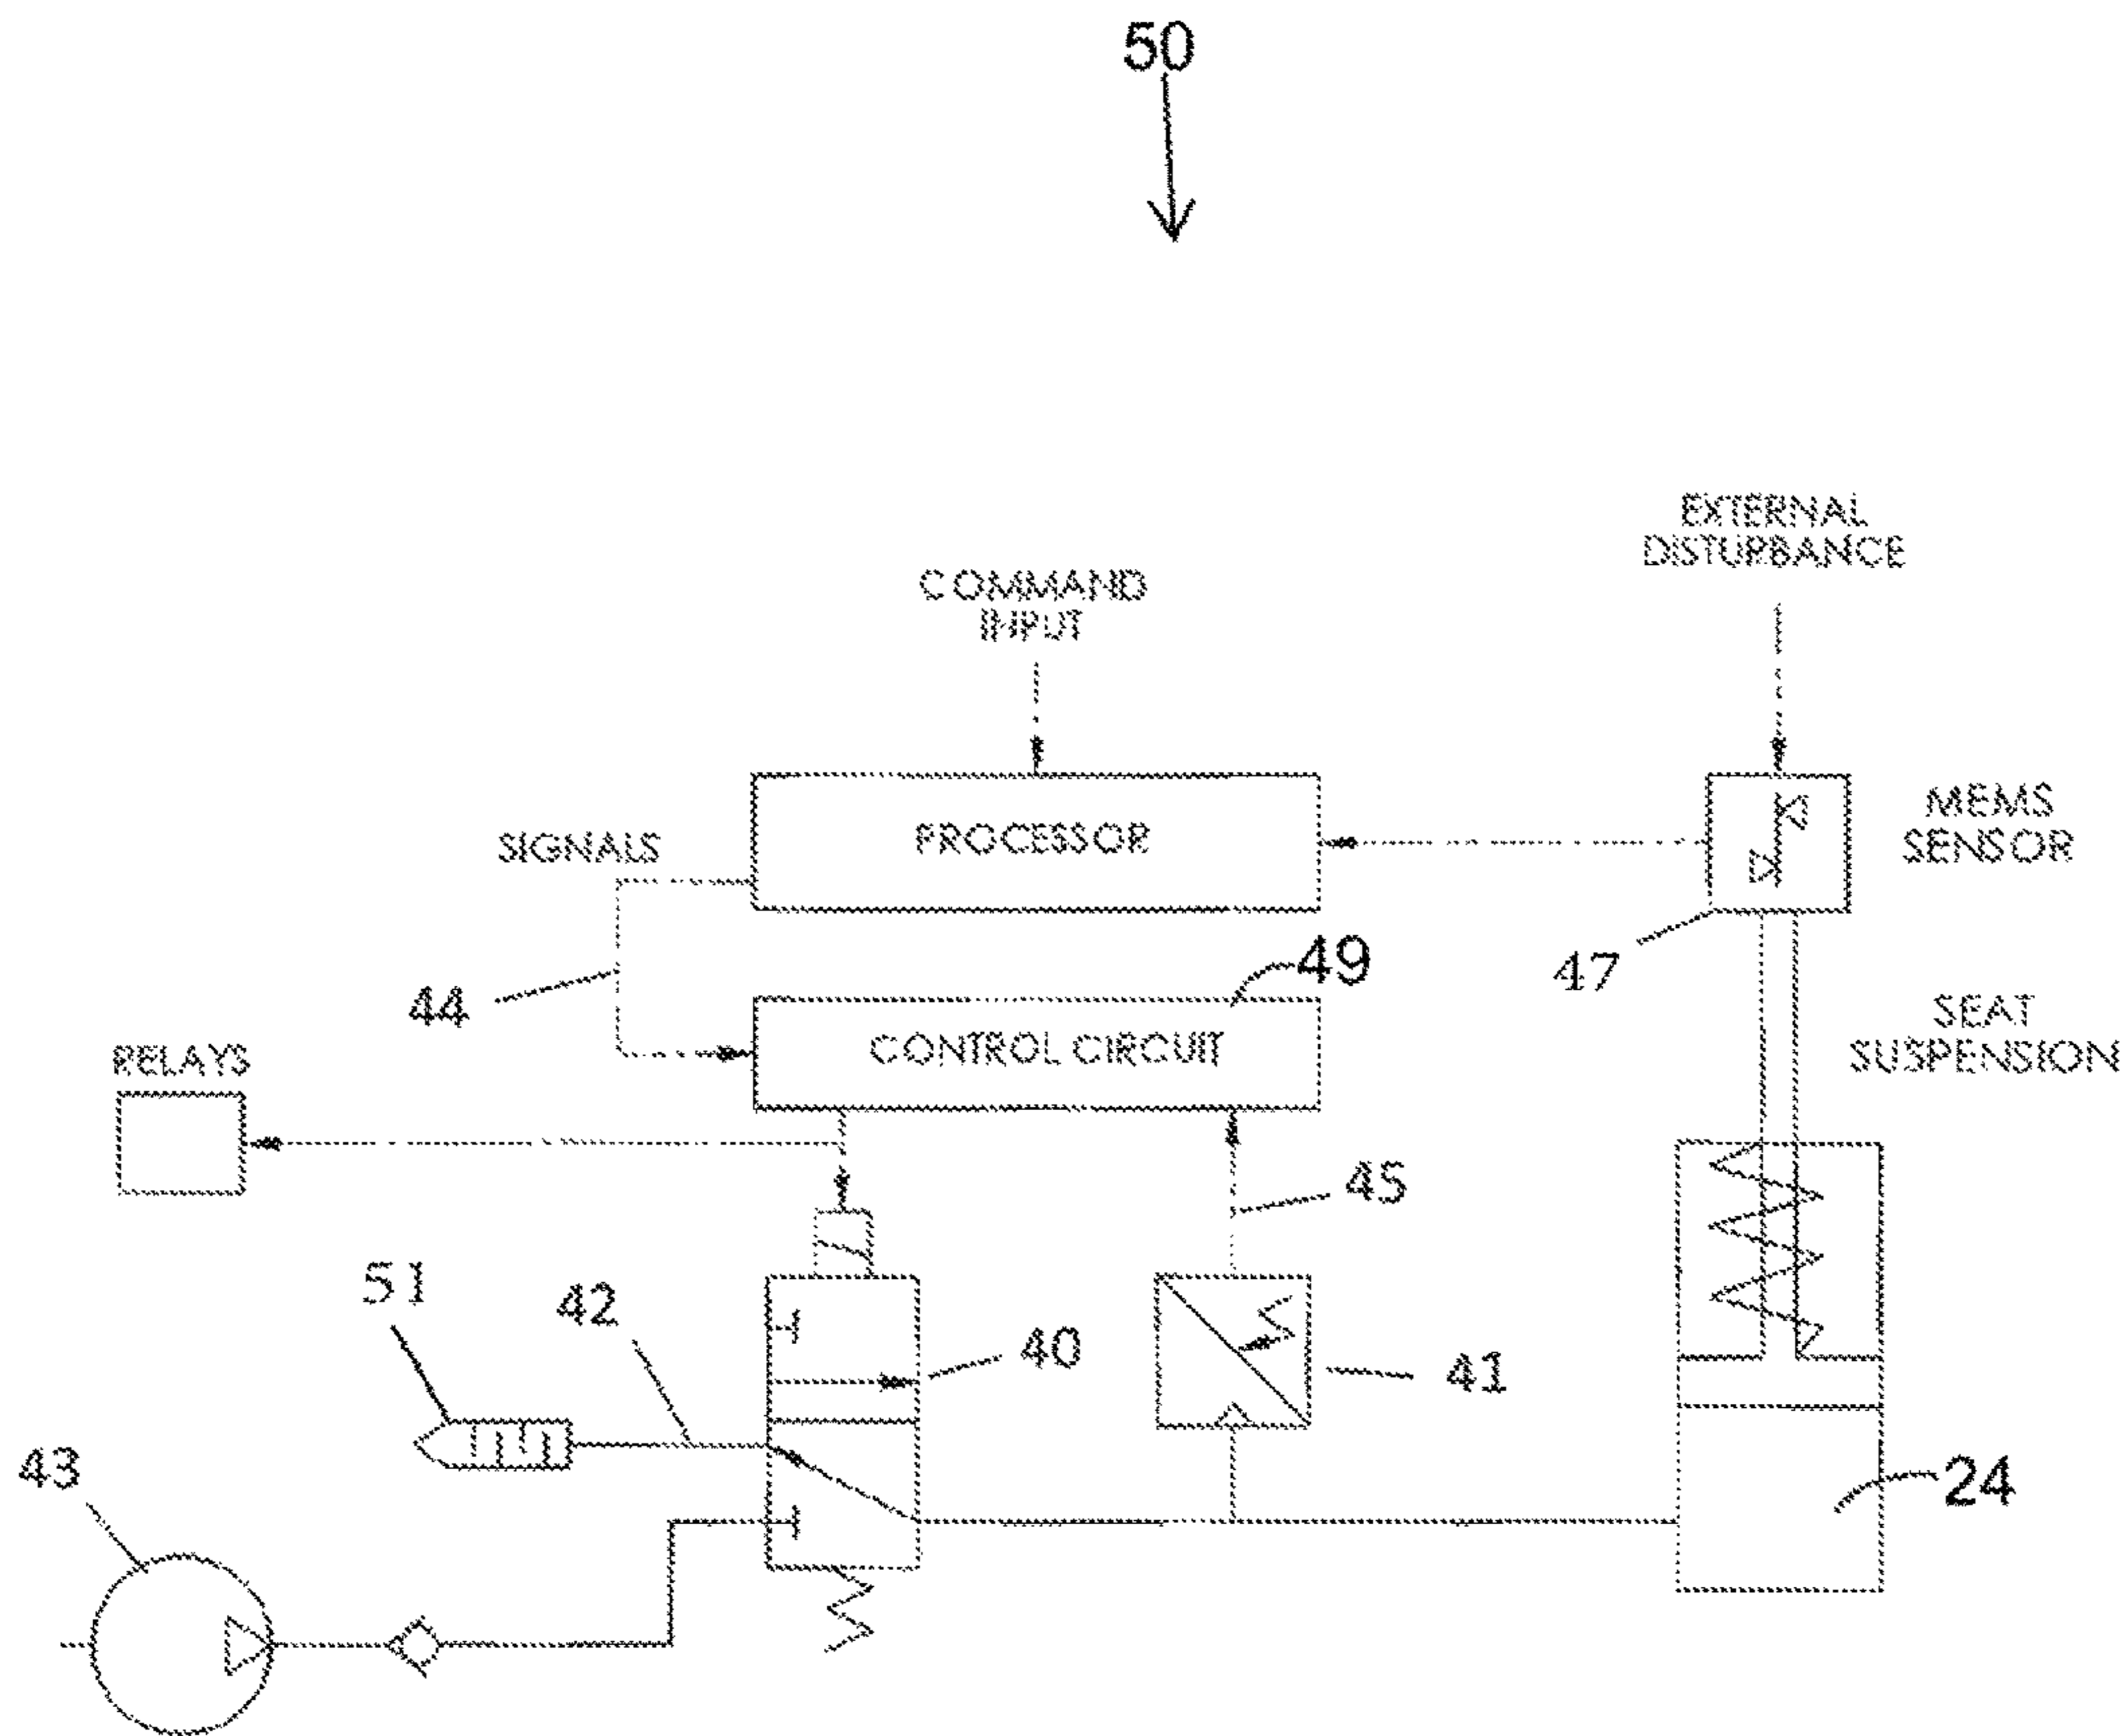 50
EXTERNAL
DISTURBANCE
COMMAND
INPUT
PROCESSOR
MEMS
SENSOR
SIGNALS
49
47
44
SEAT
SUSPENSION
CONTROL CIRCUIT
RELAYS
45
51
42
40
41
43
24